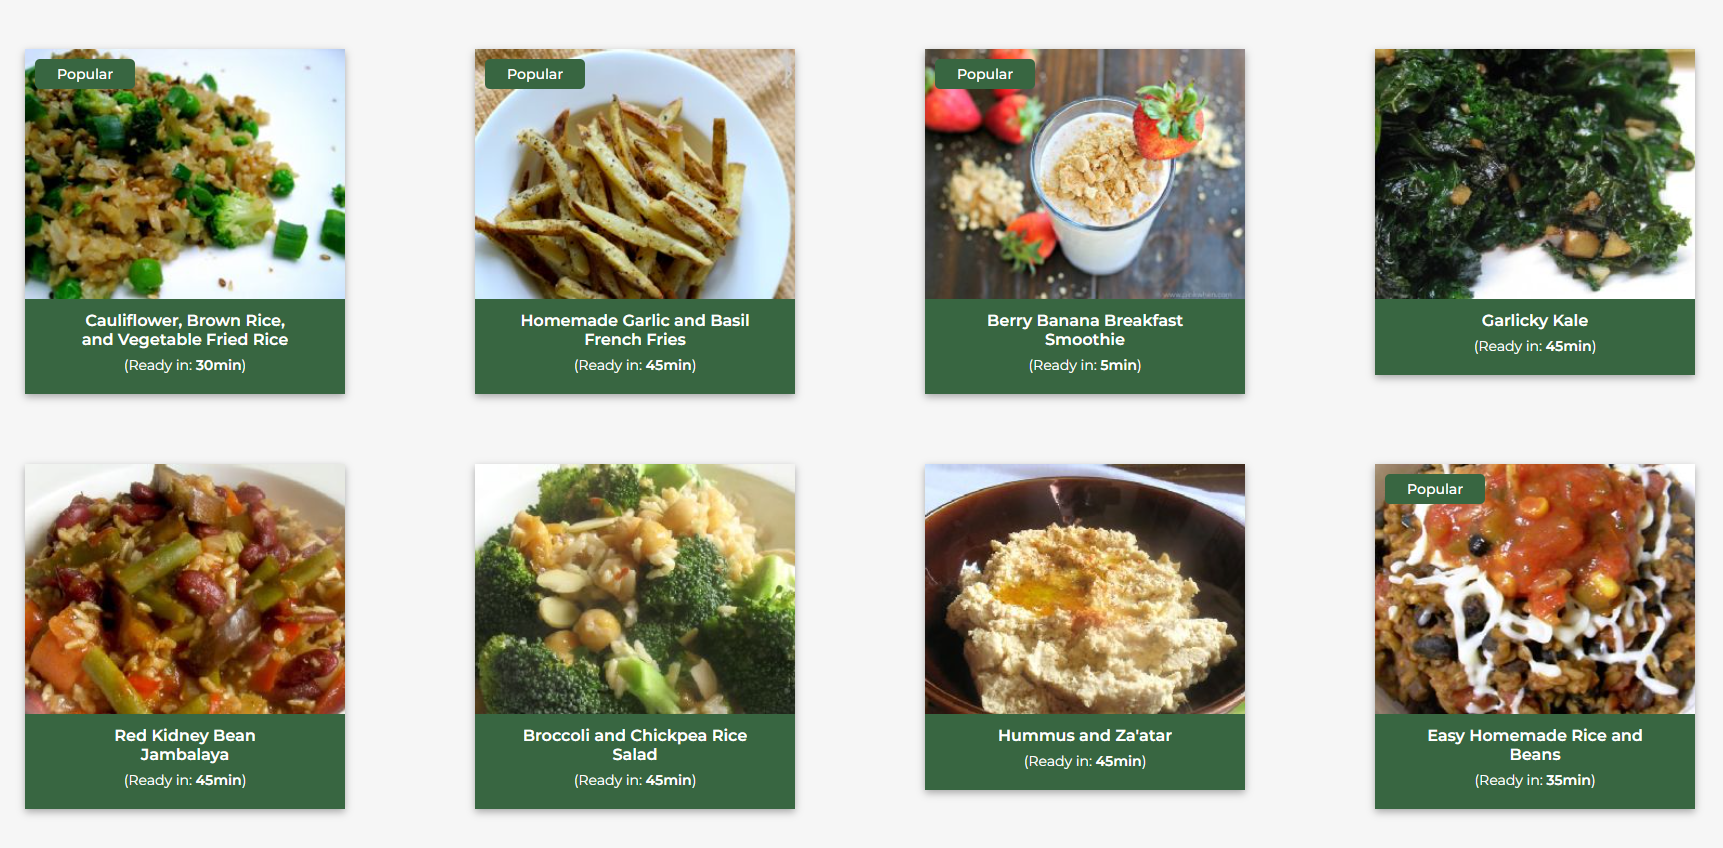 Popular
Cauliflower, Brown Rice,
and Vegetable Fried Rice
(Ready in: 30min)
Popular
Homemade Garlic and Basil
French Fries
(Ready in: 45min)
Popular
Berry Banana Breakfast
Smoothie
(Ready in: 5min)
Garlicky Kale
(Ready in: 45min)
Red Kidney Bean
Jambalaya
(Ready in: 45min)
Broccoli and Chickpea Rice
Salad
(Ready in: 45min)
Hummus and Za'atar
(Ready in: 45min)
Popular
Easy Homemade Rice and
Beans
(Ready in: 35min)